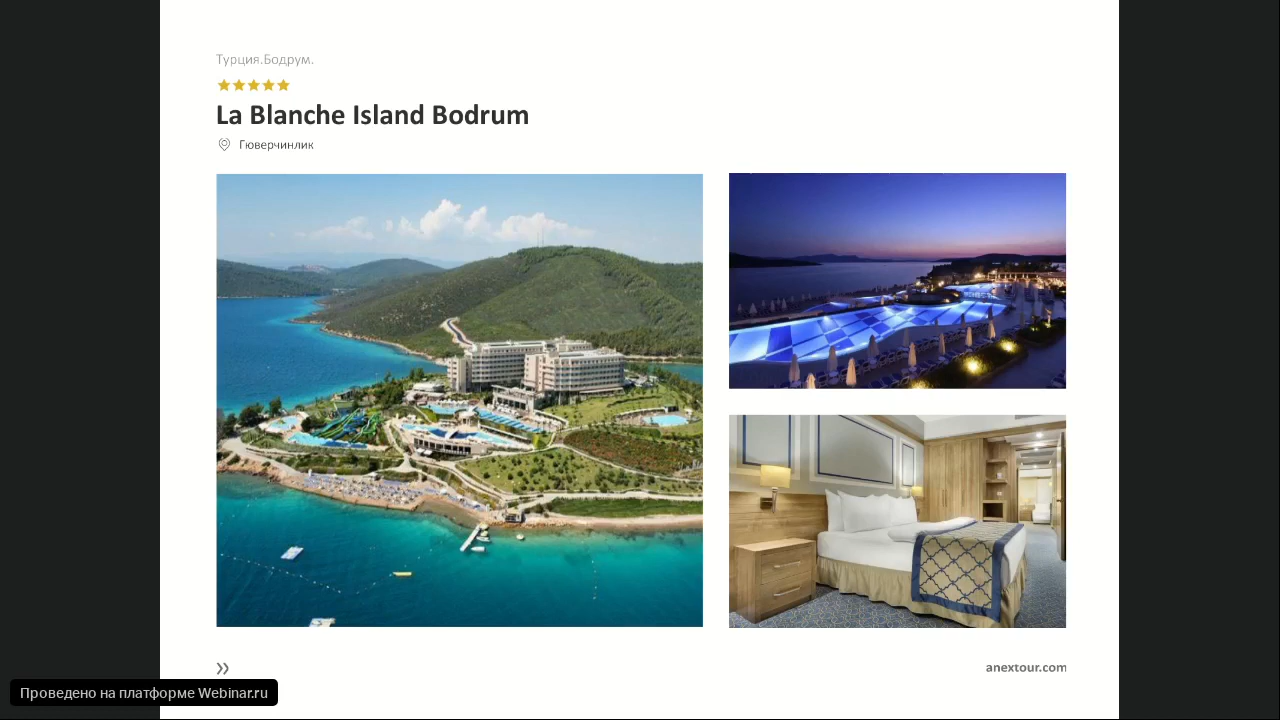 Турция.Бодрум.
La Blanche Island Bodrum
Гюверчинлик
anextour.com
Проведено на платформе Webinar.ru